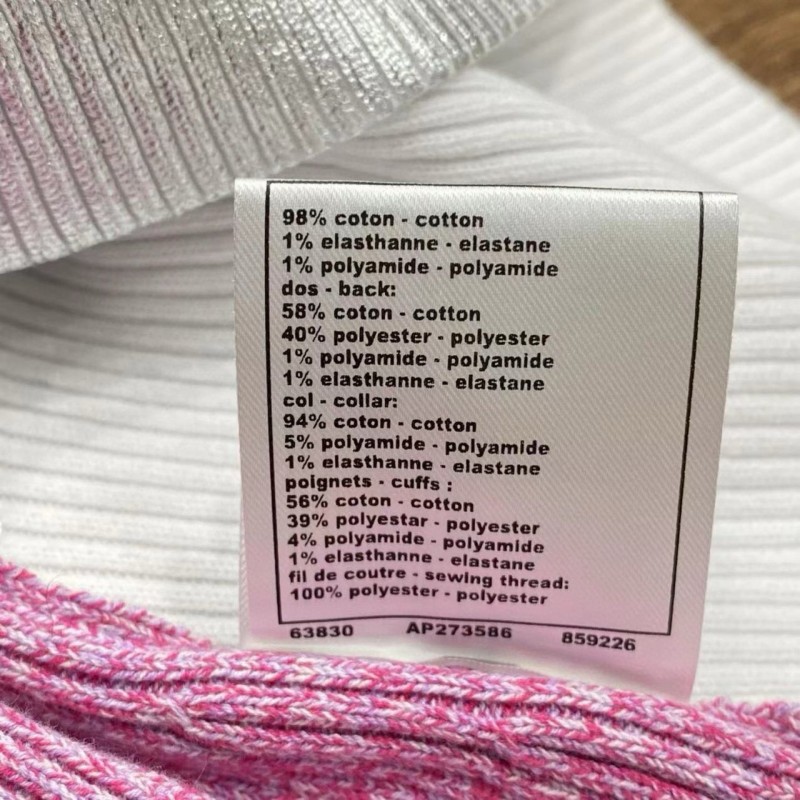 98% coton - cotton
1% elasthanne - elastane
1% polyamide - polyamide
dos - back:
58% coton - cotton
40% polyester - polyester
1% polyamide - polyamide
1% elasthanne - elastane
col - collar:
94% coton - cotton
5% polyamide - polyamide
1% elasthanne - elastane
poignets - cuffs :
56% coton - cotton
39% polyestar - polyester
4% polyamide - polyamide
1% elasthanne - elastane
fil de coutre - sewing thread:
100% polyester - polyester
63830 AP273586 859226